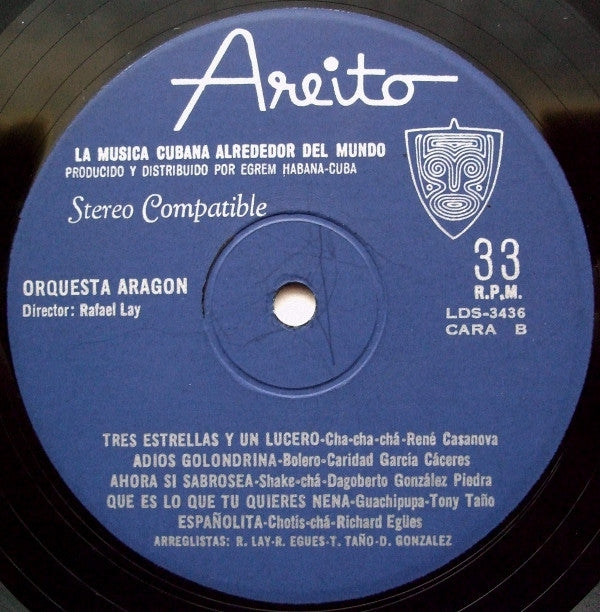 Areito
LA MUSICA CUBANA ALREDEDOR DEL MUNDO
PRODUCIDO Y DISTRIBUIDO POR EGREM HABANA-CUBA
Stereo Compatible
33
R.P.M.
ORQUESTA ARAGON
Director: Rafael Lay
LDS-3436
CARA B
TRES ESTRELLAS Y UN LUCERO-Cha-cha-chá-René Casanova
ADIOS GOLONDRINA-Bolero-Caridad García Cáceres
AHORA SI SABROSEA-Shake-chá-Dagoberto González Piedra
QUE ES LO QUE TU QUIERES NENA-Guachipupa-Tony Taño
ESPAÑOLITA-Chotis-chá-Richard Egües
ARREGLISTAS: R. LAY-R. EGUES-T. TAÑO-D. GONZALEZ